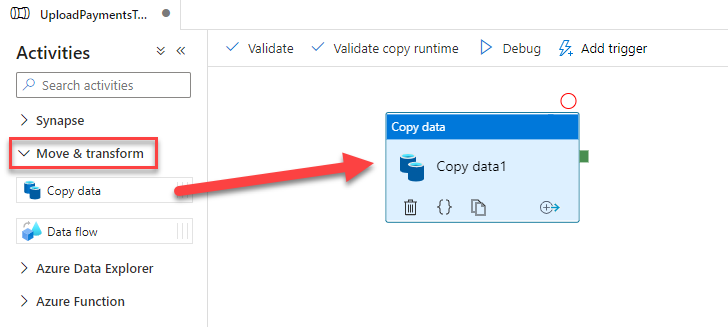 UploadPaymentsT...
Activities
Search activities
Synapse
Move & transform
Copy data
Data flow
Azure Data Explorer
Azure Function
Validate
Validate copy runtime
Debug
Add trigger
Copy data
Copy data1
{}